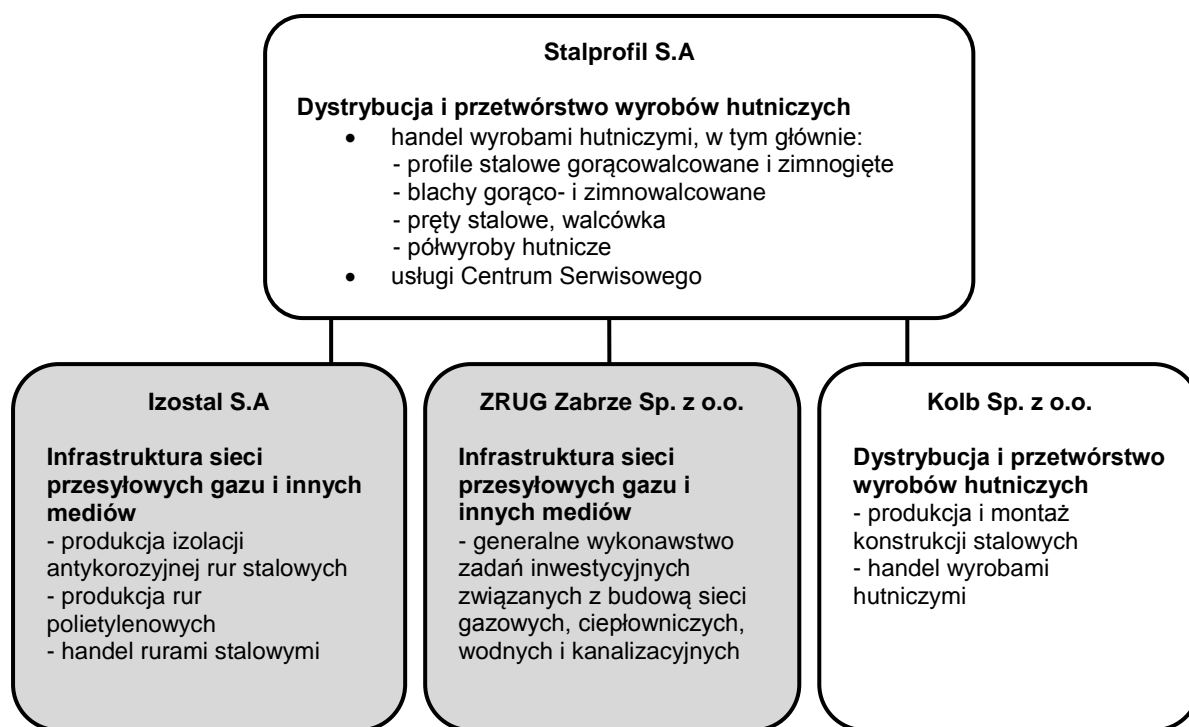 Stalprofil S.A
Dystrybucja i przetwórstwo wyrobów hutniczych
• handel wyrobami hutniczymi, w tym głównie:
- profile stalowe gorącowalcowane i zimnogięte
- blachy gorąco- i zimnowalcowane
- pręty stalowe, walcówka
- półwyroby hutnicze
• usługi Centrum Serwisowego
Izostal S.A
Infrastruktura sieci
przesyłowych gazu i innych
mediów
- produkcja izolacji
antykorozyjnej rur stalowych
- produkcja rur
polietylenowych
- handel rurami stalowymi
ZRUG Zabrze Sp. z o.o.
Infrastruktura sieci
przesyłowych gazu i
innych mediów
- generalne wykonawstwo
zadań inwestycyjnych
związanych z budową sieci
gazowych, ciepłowniczych,
wodnych i kanalizacyjnych
Kolb Sp. z o.o.
Dystrybucja i przetwórstwo
wyrobów hutniczych
- produkcja i montaż
konstrukcji stalowych
- handel wyrobami
hutniczymi